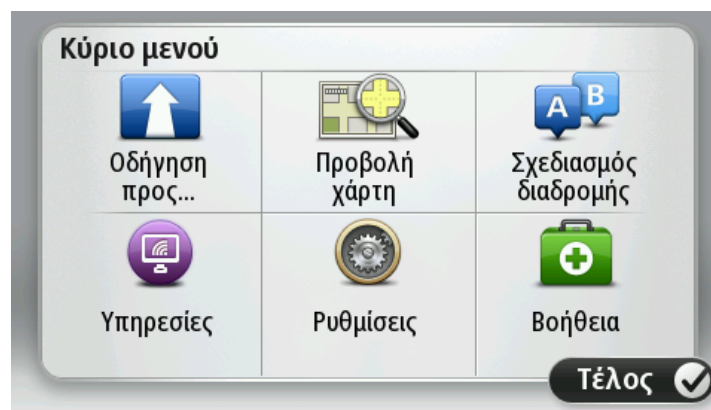 Κύριο μενού
Οδήγηση
προς...
Προβολή
χάρτη
A B
Σχεδιασμός
διαδρομής
Υπηρεσίες
Ρυθμίσεις
Βοήθεια
Τέλος